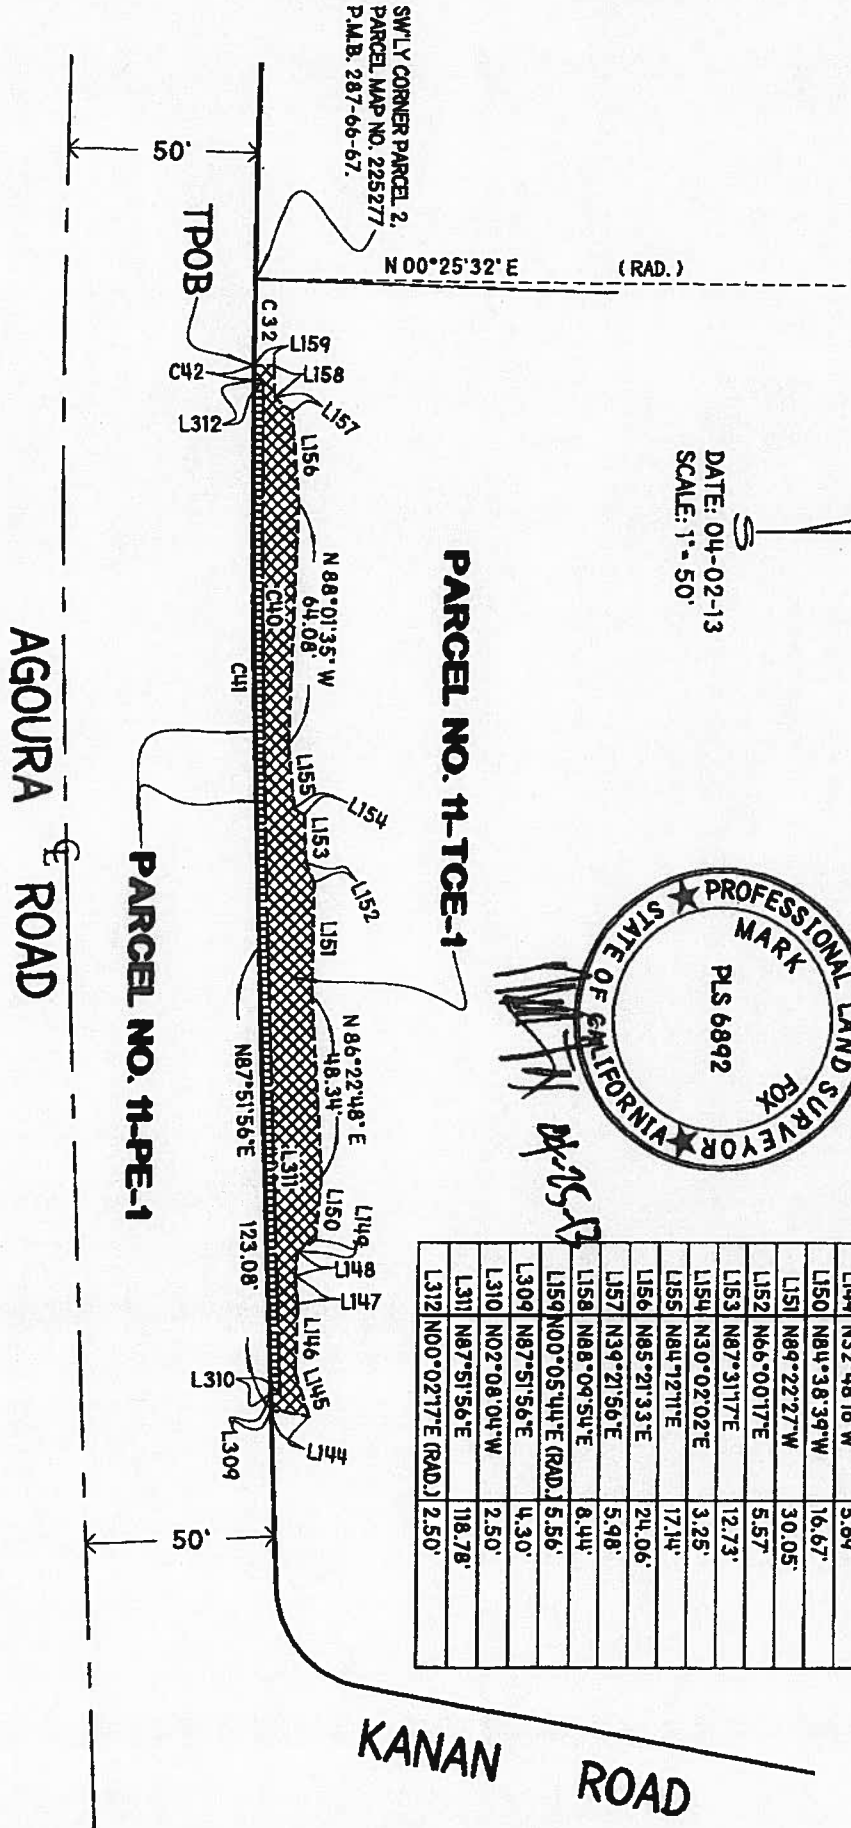 SW'LY CORNER PARCEL 2,
PARCEL MAP NO. 225277
P.M.B. 287-66-67.
N 00°25'32" E (RAD.)
DATE: 04-02-13
SCALE: 1"= 50'
PROFESSIONAL LAND SURVEYOR
MARK FOX
PLS 6892
STATE OF CALIFORNIA
50'
TPOB
C32
L159
C42
L158
L157
L312
L156
N 88°01'35" W
64.08'
C40
C41
L155
L154
L153
L152
L151
N 86°22'48" E
48.34'
L311
L150
L149
L148
L147
L146
L145
L144
L310
L309
N87°51'56"E
123.08'
PARCEL NO. 11-TCE-1
PARCEL NO. 11-PE-1
AGOURA ROAD
50'
KANAN ROAD
L150 N84°38'39"W 16.67'
L151 N89°22'27"W 30.05'
L152 N66°00'17"E 5.57'
L153 N87°31'17"E 12.73'
L154 N30°02'02"E 3.25'
L155 N84°12'11"E 17.14'
L156 N85°21'33"E 24.06'
L157 N39°21'56"E 5.98'
L158 N88°09'54"E 8.44'
L159 N00°05'44"E (RAD.) 5.56'
L309 N87°51'56"E 4.30'
L310 N02°08'04"W 2.50'
L311 N87°51'56"E 118.78'
L312 N00°02'17"E (RAD.) 2.50'